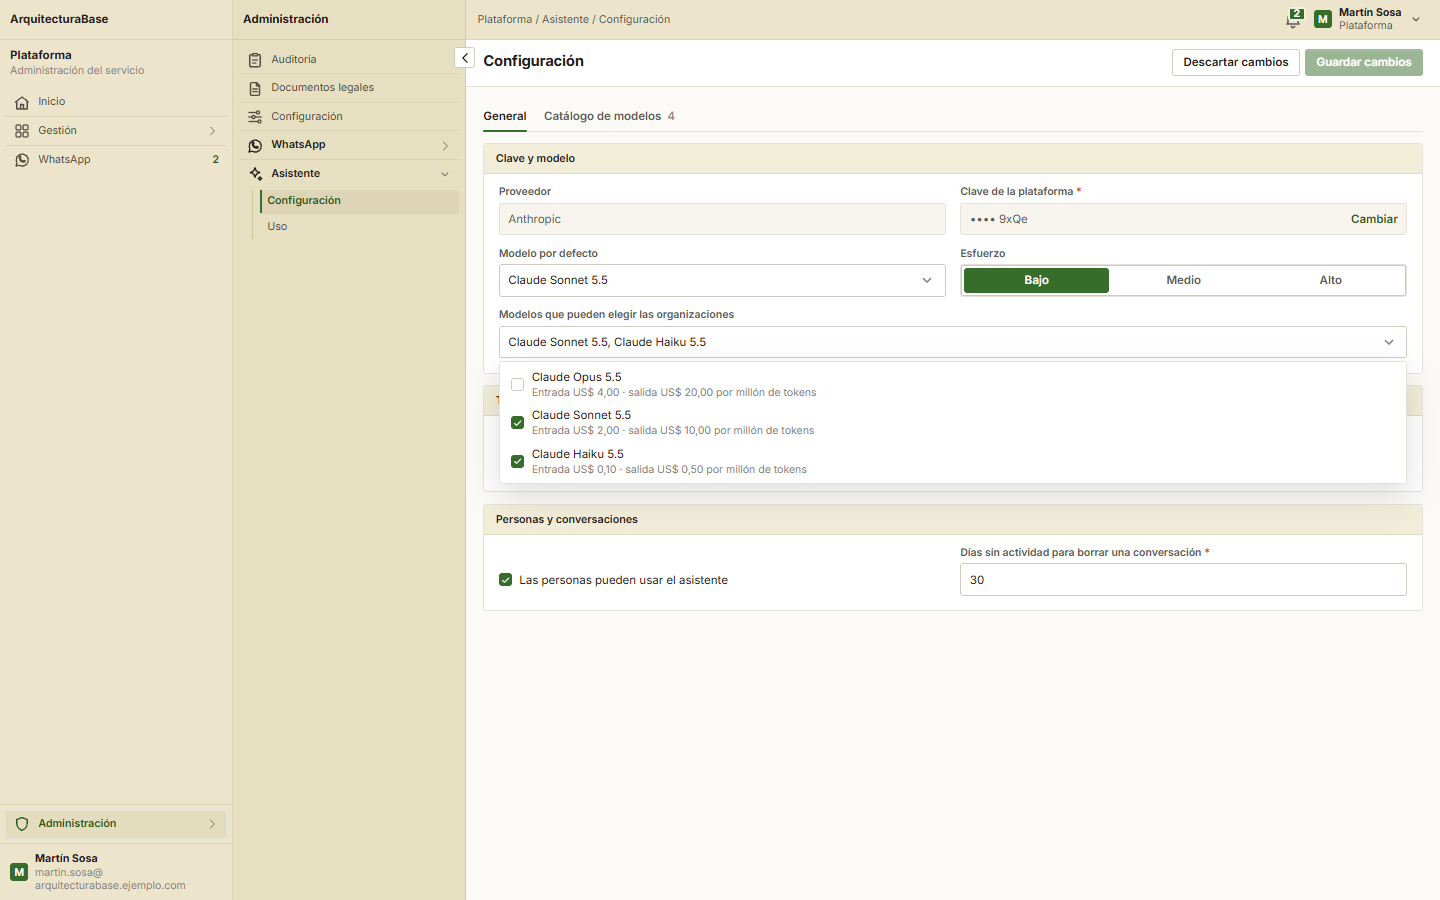 ArquitecturaBase
Plataforma
Administración del servicio
Inicio
Gestión
WhatsApp 2
Administración
Martín Sosa
M
martin.sosa@
arquitecturabase.ejemplo.com
Administración
Auditoría
Documentos legales
Configuración
WhatsApp
Asistente
Configuración
Uso
Plataforma / Asistente / Configuración
2
M
Martín Sosa
Plataforma
Configuración
Descartar cambios
Guardar cambios
General
Catálogo de modelos 4
Clave y modelo
Proveedor
Anthropic
Clave de la plataforma *
•••• 9xQe
Cambiar
Modelo por defecto
Claude Sonnet 5.5
Esfuerzo
Bajo
Medio
Alto
Modelos que pueden elegir las organizaciones
Claude Sonnet 5.5, Claude Haiku 5.5
Claude Opus 5.5
Entrada US$ 4,00 · salida US$ 20,00 por millón de tokens
Claude Sonnet 5.5
Entrada US$ 2,00 · salida US$ 10,00 por millón de tokens
Claude Haiku 5.5
Entrada US$ 0,10 · salida US$ 0,50 por millón de tokens
Personas y conversaciones
Las personas pueden usar el asistente
Días sin actividad para borrar una conversación *
30